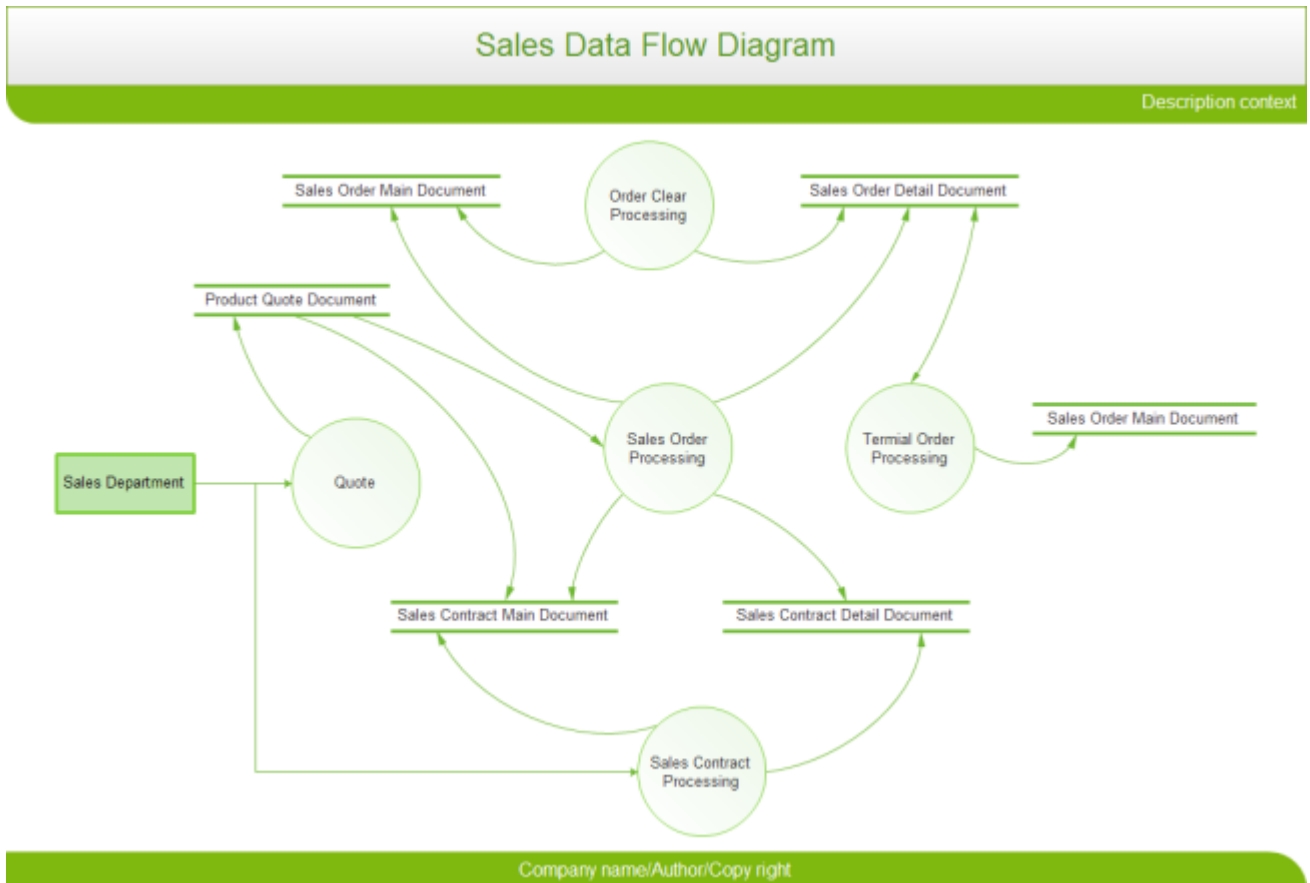 Sales Data Flow Diagram
Description context
Sales Order Main Document
Order Clear
Processing
Sales Order Detail Document
Product Quote Document
Sales Order
Processing
Termial Order
Processing
Sales Order Main Document
Sales Department
Quote
Sales Contract Main Document
Sales Contract Detail Document
Sales Contract
Processing
Company name/Author/Copy right